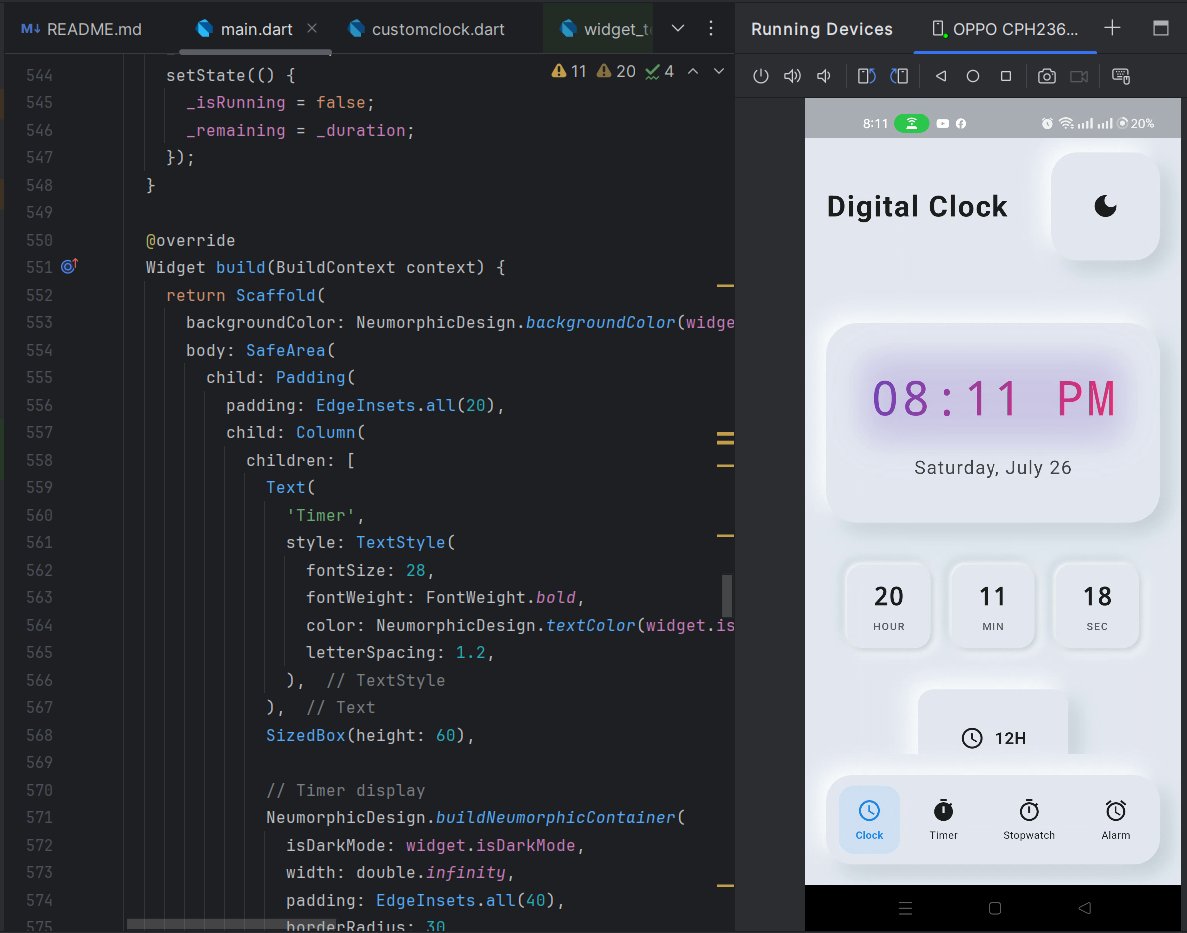 M↓ README.md
main.dart
customclock.dart
widget_te
Running Devices
OPPO CPH236...
11 20 4
544 setState(() {
545 _isRunning = false;
546 _remaining = _duration;
547 });
548 }
549
550 @override
551 Widget build(BuildContext context) {
552 return Scaffold(
553 backgroundColor: NeumorphicDesign.backgroundColor(widge
554 body: SafeArea(
555 child: Padding(
556 padding: EdgeInsets.all(20),
557 child: Column(
558 children: [
559 Text(
560 'Timer',
561 style: TextStyle(
562 fontSize: 28,
563 fontWeight: FontWeight.bold,
564 color: NeumorphicDesign.textColor(widget.is
565 letterSpacing: 1.2,
566 ), // TextStyle
567 ), // Text
568 SizedBox(height: 60),
569
570 // Timer display
571 NeumorphicDesign.buildNeumorphicContainer(
572 isDarkMode: widget.isDarkMode,
573 width: double.infinity,
574 padding: EdgeInsets.all(40),
575 borderRadius: 30
8:11
20%
Digital Clock
08:11 PM
Saturday, July 26
20 11 18
HOUR MIN SEC
12H
Clock Timer Stopwatch Alarm